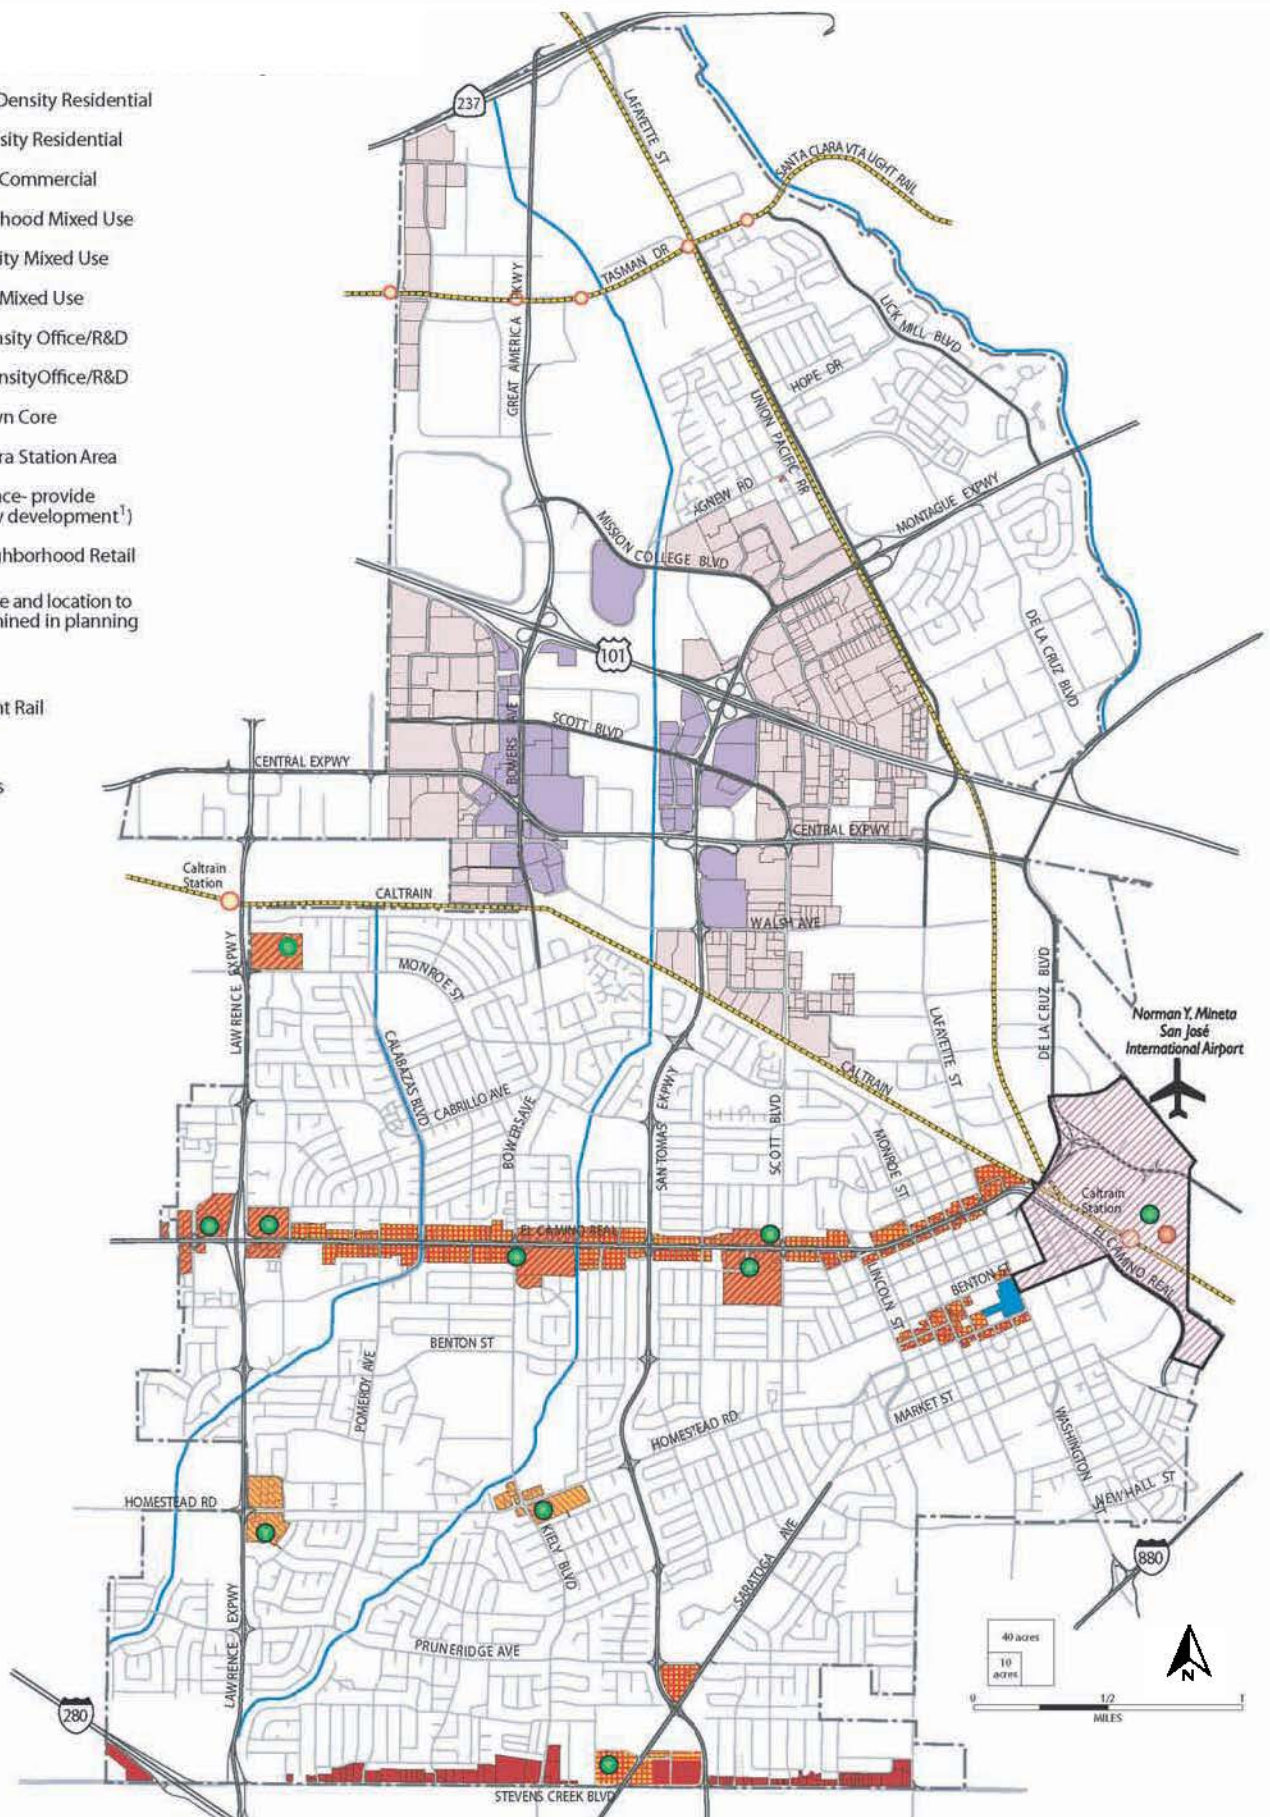 Density Residential
sity Residential
Commercial
hood Mixed Use
ity Mixed Use
Mixed Use
nsity Office/R&D
nsityOffice/R&D
n Core
ra Station Area
nce- provide
y development¹)
ghborhood Retail
e and location to
nined in planning
t Rail
s
237
LAFAYETTE ST
SANTA CLARA VTA UGHT RAIL
TASMAN DR
GREAT AMERICA PKWY
LICK MILL BLVD
HOPE DR
UNION PACIFIC RR
AGNEW RD
MONTAGUE EXPWY
MISSION COLLEGE BLVD
DE LA CRUZ BLVD
101
SCOTT BLVD
BOWERS AVE
CENTRAL EXPWY
CENTRAL EXPWY
Caltrain
Station
CALTRAIN
WALSH AVE
LAWRENCE EXPWY
MONROE ST
DE LA CRUZ BLVD
LAFAYETTE ST
Norman Y. Mineta
San José
International Airport
CALABAZAS BLVD
CABRILLO AVE
BOWERS AVE
SAN TOMAS EXPWY
SCOTT BLVD
CALTRAIN
MONROE ST
Caltrain
Station
EL CAMINO REAL
EL CAMINO REAL
LINCOLN ST
BENTON ST
BENTON ST
POMEROY AVE
MARKET ST
HOMESTEAD RD
WASHINGTON ST
NEWHALL ST
HOMESTEAD RD
KIELY BLVD
SARATOGA AVE
880
LAWRENCE EXPWY
PRUNERIDGE AVE
40 acres
10
acres
N
0 1/2 1
MILES
280
STEVENS CREEK BLVD